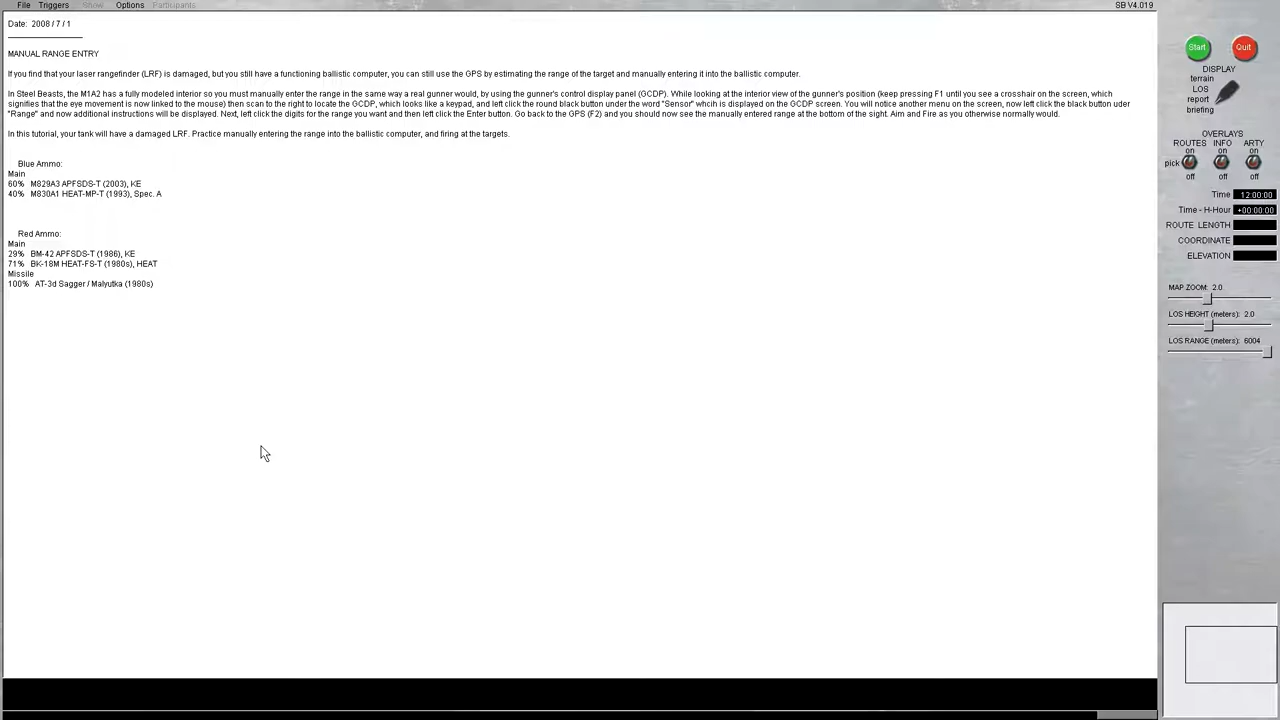 File Triggers Show Options Participants SB V4.019
Date: 2008 / 7 / 1
MANUAL RANGE ENTRY
If you find that your laser rangefinder (LRF) is damaged, but you still have a functioning ballistic computer, you can still use the GPS by estimating the range of the target and manually entering it into the ballistic computer.
In Steel Beasts, the M1A2 has a fully modeled interior so you must manually enter the range in the same way a real gunner would, by using the gunner's control display panel (GCDP). While looking at the interior view of the gunner's position (keep pressing F1 until you see a crosshair on the screen, which
signifies that the eye movement is now linked to the mouse) then scan to the right to locate the GCDP, which looks like a keypad, and left click the round black button under the word "Sensor" which is displayed on the GCDP screen. You will notice another menu on the screen, now left click the black button uder
"Range" and now additional instructions will be displayed. Next, left click the digits for the range you want and then left click the Enter button. Go back to the GPS (F2) and you should now see the manually entered range at the bottom of the sight. Aim and Fire as you otherwise normally would.
In this tutorial, your tank will have a damaged LRF. Practice manually entering the range into the ballistic computer, and firing at the targets.
Blue Ammo:
Main
60% M829A3 APFSDS-T (2003), KE
40% M830A1 HEAT-MP-T (1993), Spec. A
Red Ammo:
Main
29% BM-42 APFSDS-T (1986), KE
71% BK-18M HEAT-FS-T (1980s), HEAT
Missile
100% AT-3d Sagger / Malyutka (1980s)
Start Quit
DISPLAY
terrain
LOS
report
briefing
OVERLAYS
ROUTES INFO ARTY
on on on
pick
off off off
Time 12:00:00
Time - H-Hour +00:00:00
ROUTE LENGTH
COORDINATE
ELEVATION
MAP ZOOM: 2.0
LOS HEIGHT (meters): 2.0
LOS RANGE (meters): 6004